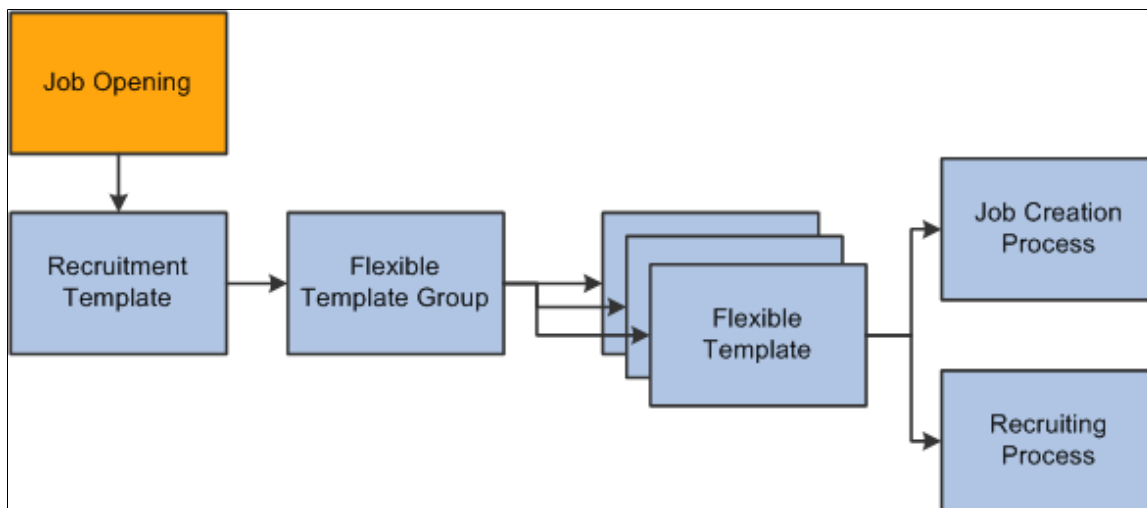 Job Opening
Recruitment
Template
Flexible
Template Group
Flexible
Template
Job Creation
Process
Recruiting
Process